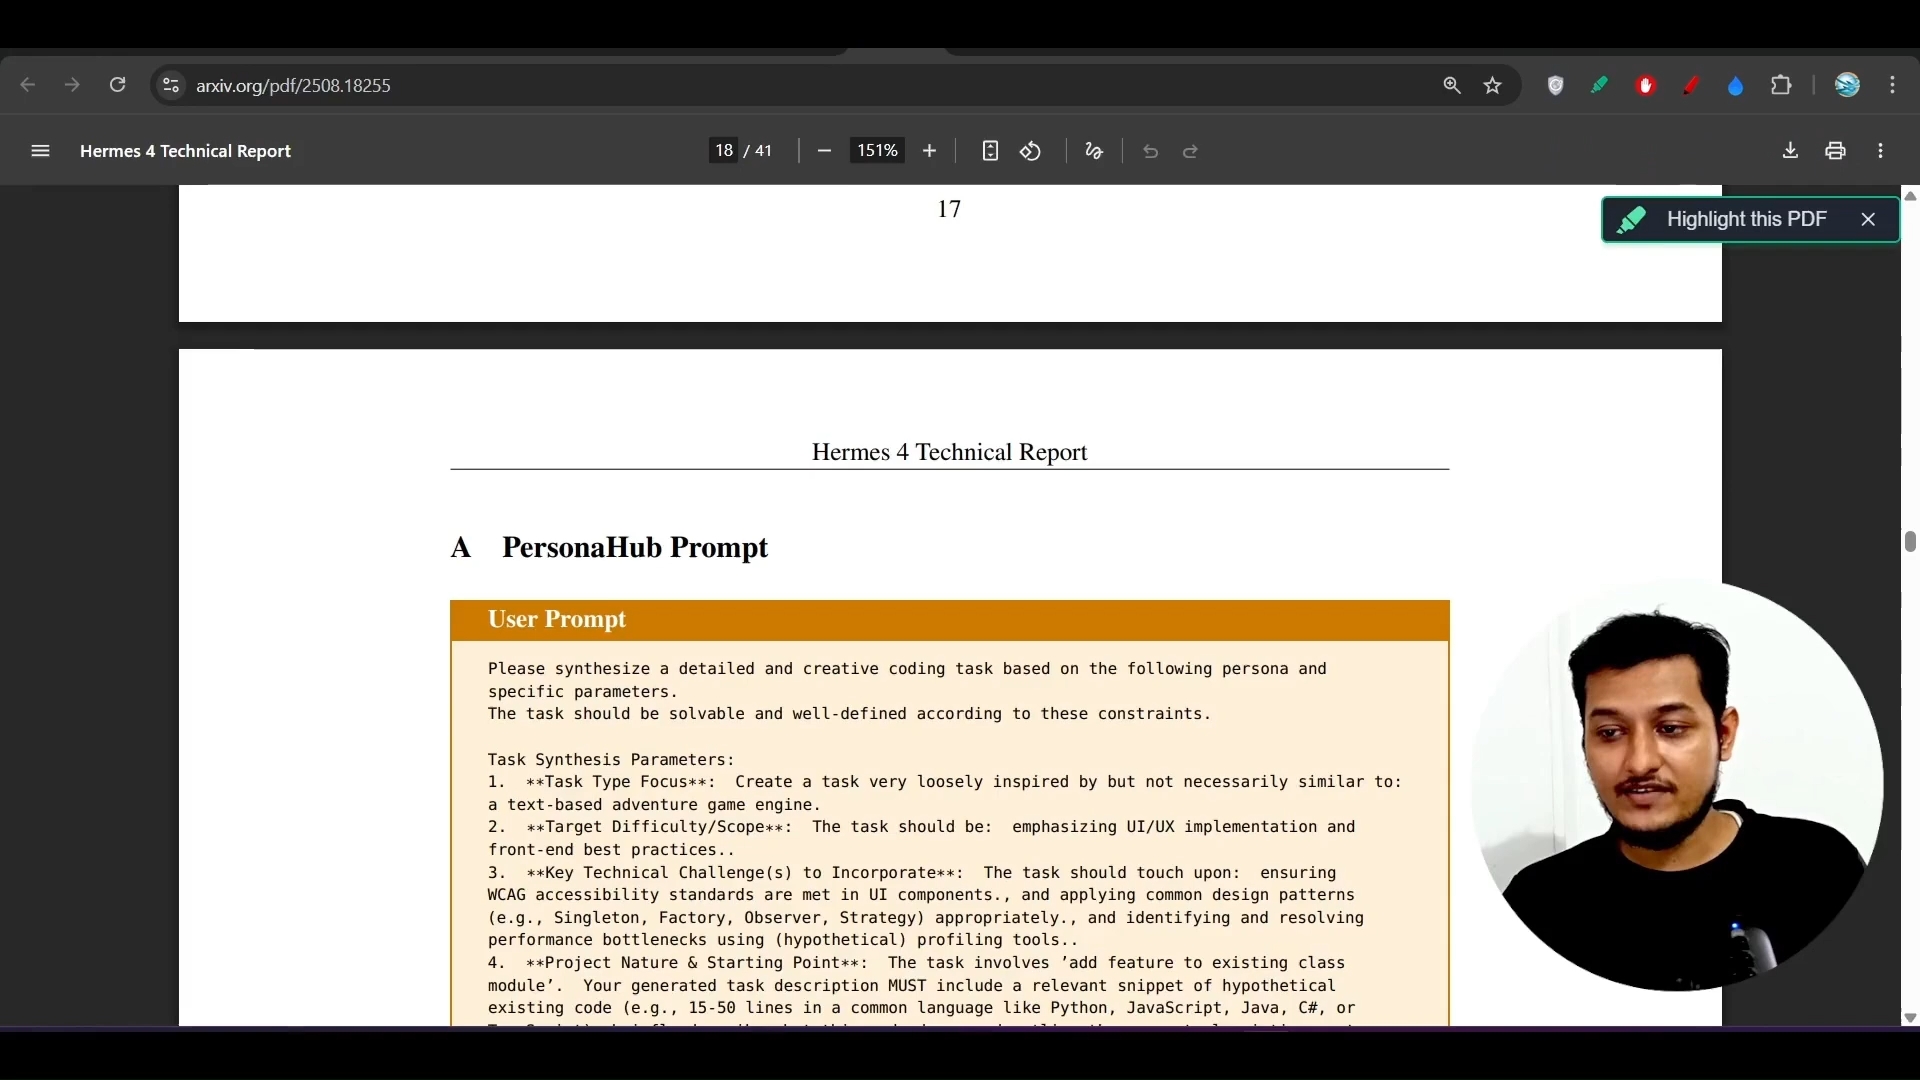 arxiv.org/pdf/2508.18255
Hermes 4 Technical Report
18 / 41
151%
17
Highlight this PDF
Hermes 4 Technical Report
A PersonaHub Prompt
User Prompt
Please synthesize a detailed and creative coding task based on the following persona and
specific parameters.
The task should be solvable and well-defined according to these constraints.
Task Synthesis Parameters:
1. **Task Type Focus**: Create a task very loosely inspired by but not necessarily similar to:
a text-based adventure game engine.
2. **Target Difficulty/Scope**: The task should be: emphasizing UI/UX implementation and
front-end best practices..
3. **Key Technical Challenge(s) to Incorporate**: The task should touch upon: ensuring
WCAG accessibility standards are met in UI components., and applying common design patterns
(e.g., Singleton, Factory, Observer, Strategy) appropriately., and identifying and resolving
performance bottlenecks using (hypothetical) profiling tools..
4. **Project Nature & Starting Point**: The task involves ’add feature to existing class
module’. Your generated task description MUST include a relevant snippet of hypothetical
existing code (e.g., 15-50 lines in a common language like Python, JavaScript, Java, C#, or